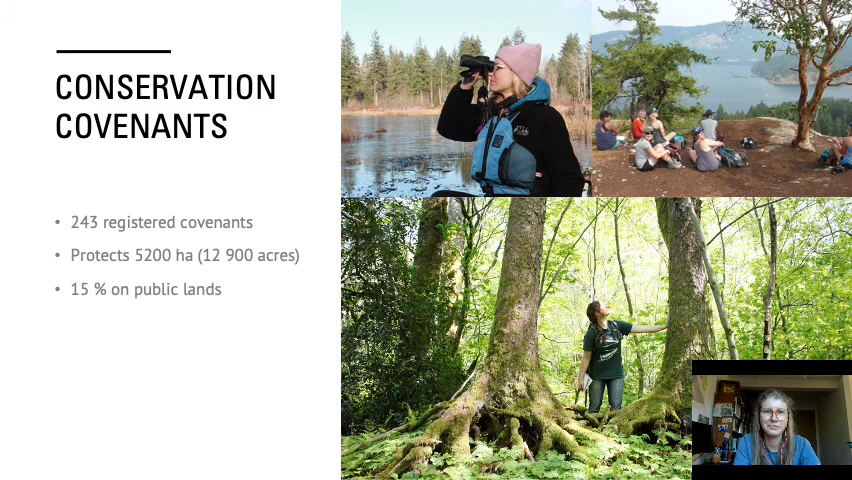 CONSERVATION
COVENANTS
• 243 registered covenants
• Protects 5200 ha (12 900 acres)
• 15 % on public lands